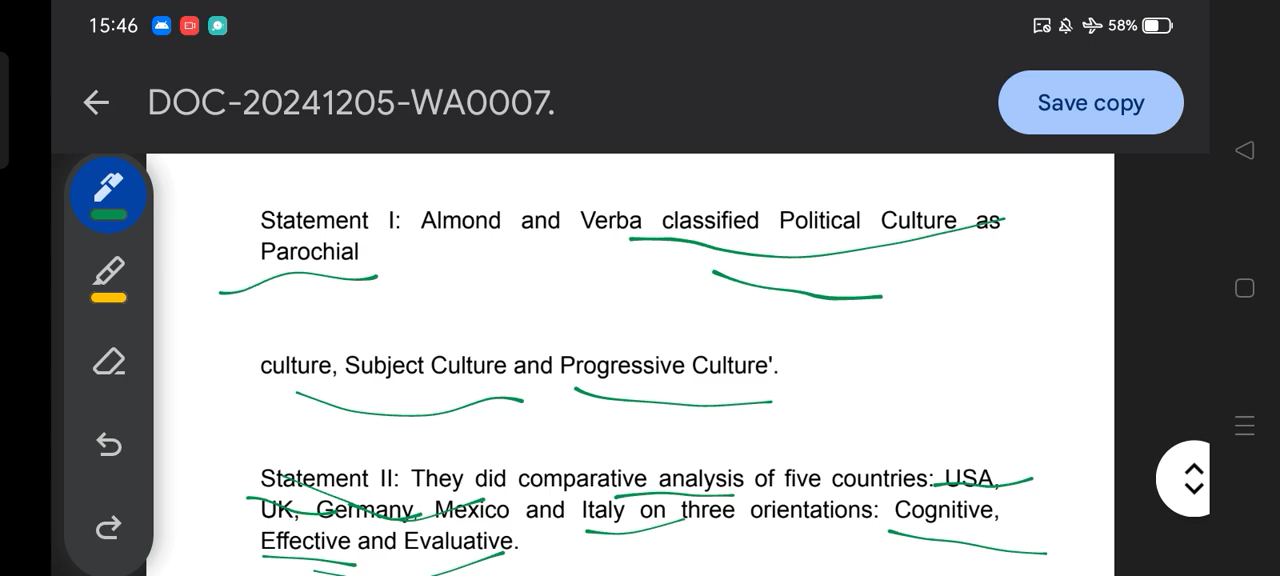 15:46
58%
DOC-20241205-WA0007.
Save copy
Statement I: Almond and Verba classified Political Culture as
Parochial
culture, Subject Culture and Progressive Culture'.
Statement II: They did comparative analysis of five countries: USA,
UK, Germany, Mexico and Italy on three orientations: Cognitive,
Effective and Evaluative.